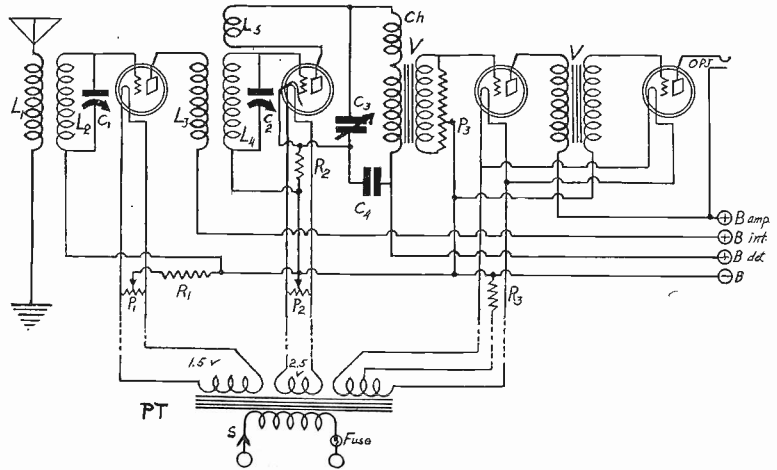 L5
Ch
V
V
OPT
L1
L2
C1
L3
L4
C2
C3
P3
R2
C4
B amp.
B int.
B det
B
P1
R1
P2
R3
1.5 v
2.5 v
PT
S
Fuse